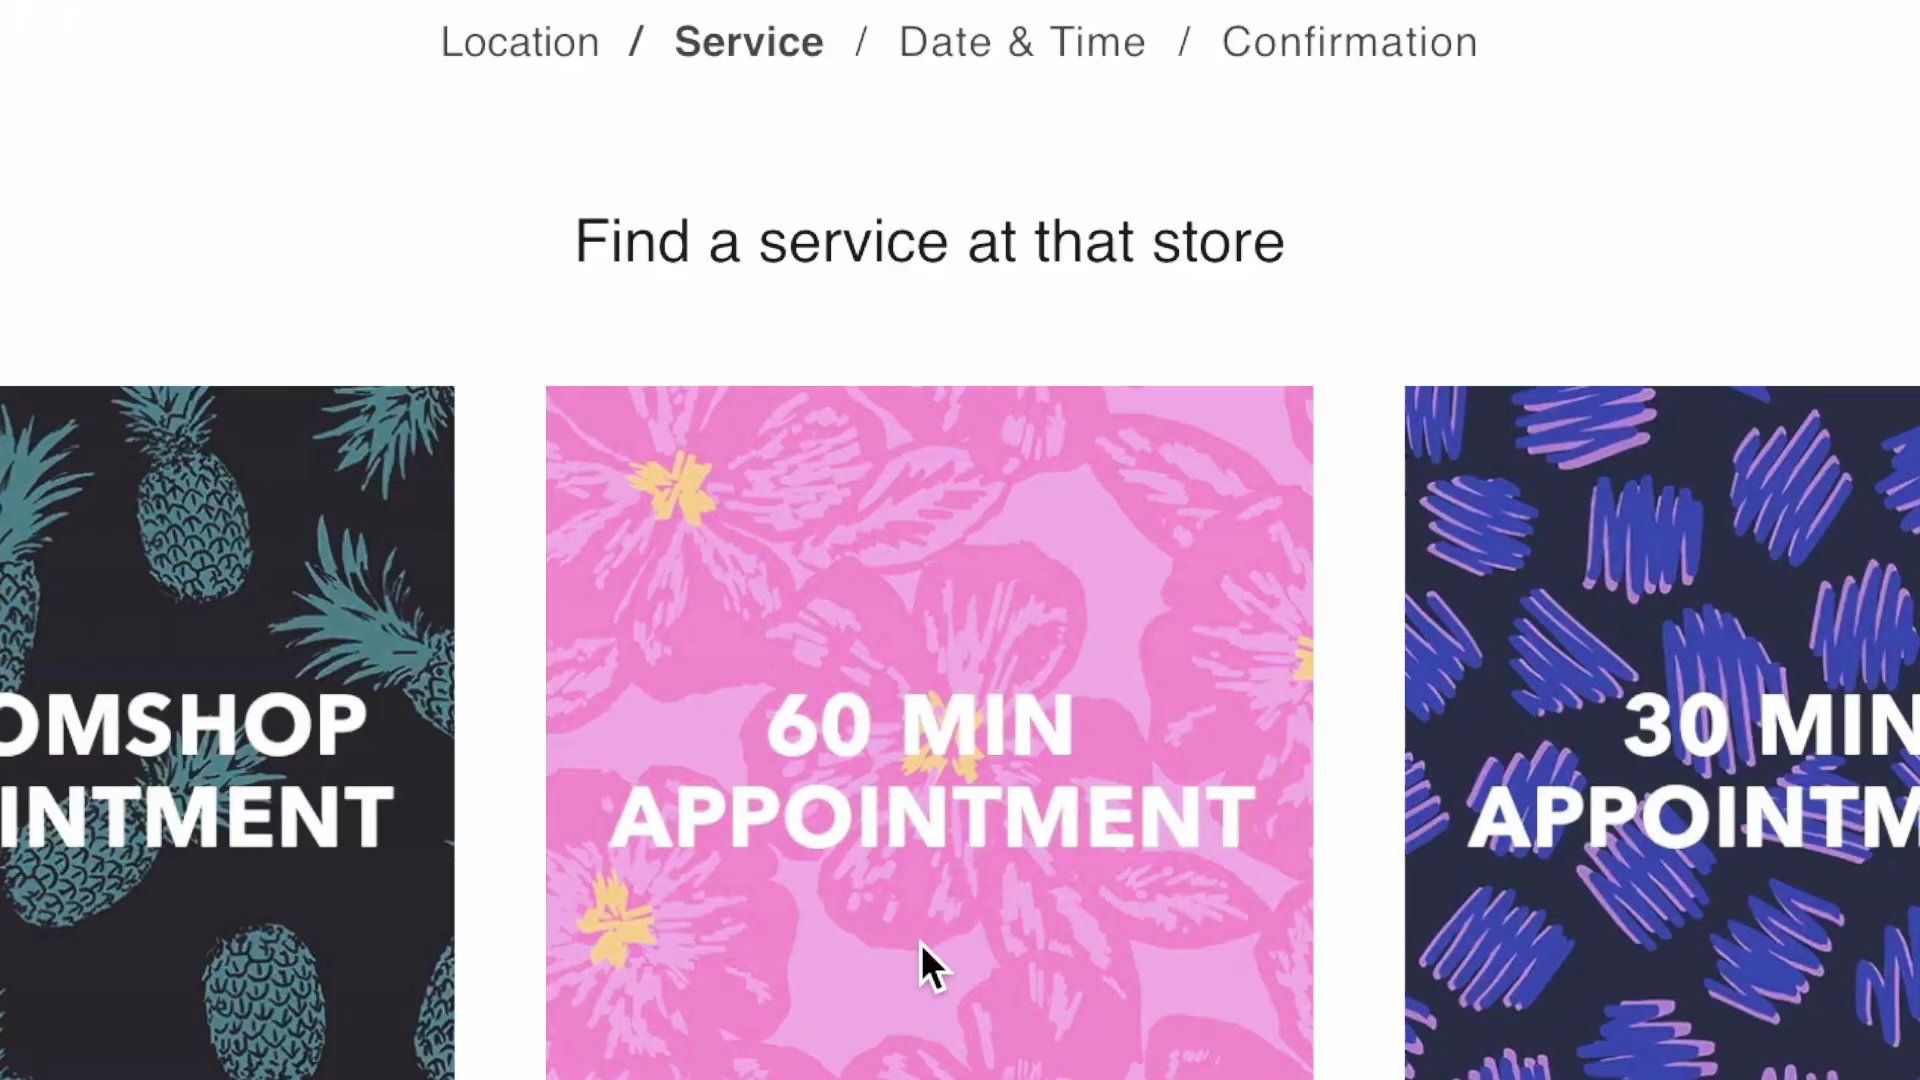 Location / Service / Date & Time / Confirmation
Find a service at that store
OMSHOP
INTMENT
60 MIN
APPOINTMENT
30 MIN
APPOINTM